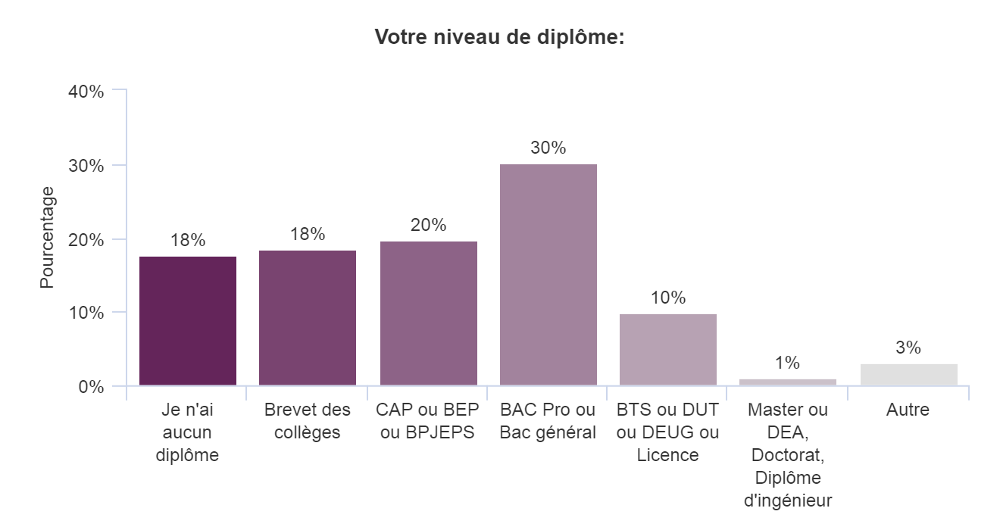 Votre niveau de diplôme:
Pourcentage
40%
30%
20%
10%
0%
18%
18%
20%
30%
10%
1%
3%
Je n'ai
aucun
diplôme
Brevet des
collèges
CAP ou BEP
ou BPJEPS
BAC Pro ou
Bac général
BTS ou DUT
ou DEUG ou
Licence
Master ou
DEA,
Doctorat,
Diplôme
d'ingénieur
Autre